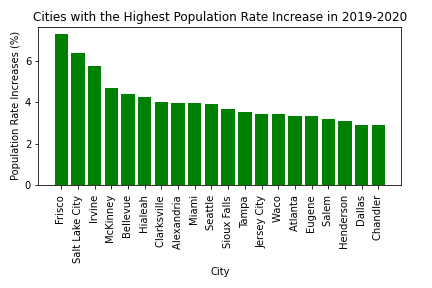 Cities with the Highest Population Rate Increase in 2019-2020
Population Rate Increases (%)
6
4
2
0
Frisco
Salt Lake City
Irvine
McKinney
Bellevue
Hialeah
Clarksville
Alexandria
Miami
Seattle
Sioux Falls
Tampa
Jersey City
Waco
Atlanta
Eugene
Salem
Henderson
Dallas
Chandler
City